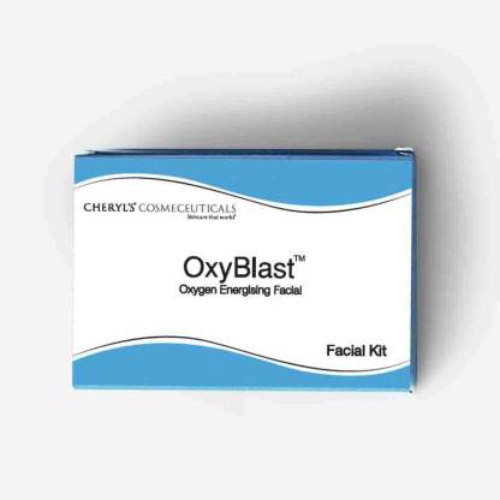 CHERYL'S COSMECEUTICALS
Skincare that works!
OxyBlast™
Oxygen Energising Facial
Facial Kit